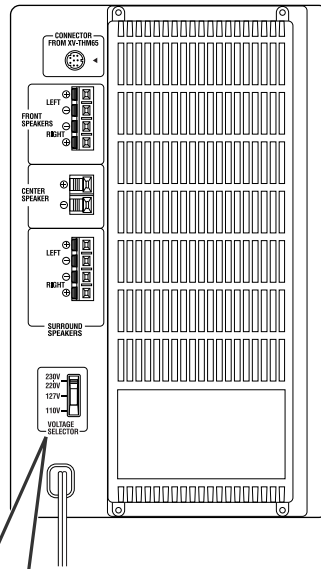 CONNECTOR
FROM XV-THM65
FRONT
SPEAKERS
LEFT
RIGHT
⊕
⊖
⊖
⊕
CENTER
SPEAKER
⊕
⊖
LEFT
RIGHT
⊕
⊖
⊖
⊕
SURROUND
SPEAKERS
230V
220V
127V
110V
VOLTAGE
SELECTOR